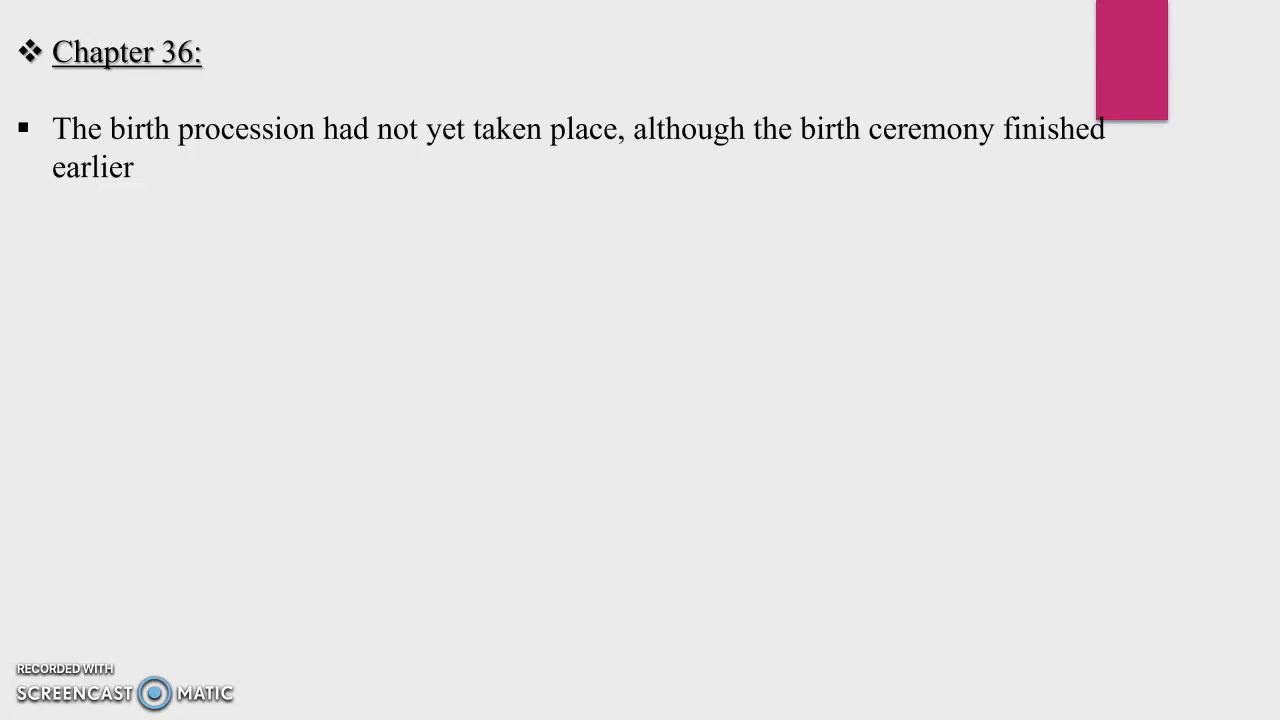 ❖ Chapter 36:
▪ The birth procession had not yet taken place, although the birth ceremony finished
earlier
RECORDED WITH
SCREENCAST MATIC